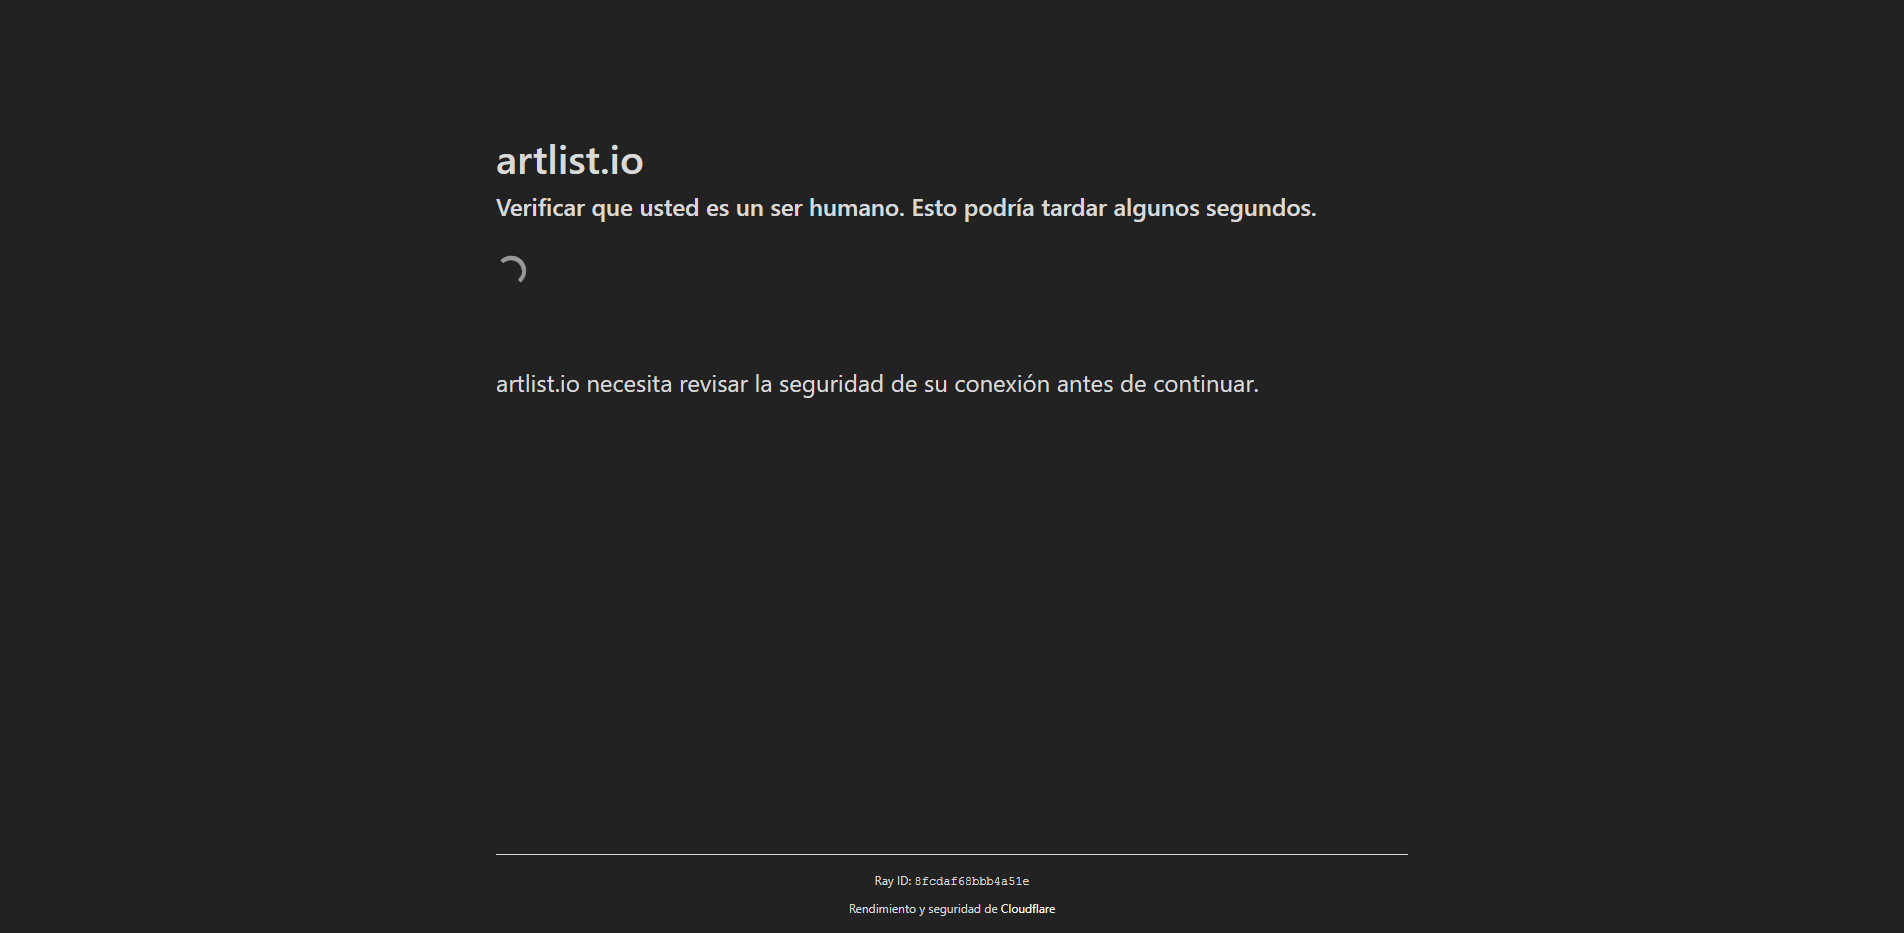 artlist.io
Verificar que usted es un ser humano. Esto podría tardar algunos segundos.
artlist.io necesita revisar la seguridad de su conexión antes de continuar.
Ray ID: 8fcdaf68bbb4a51e
Rendimiento y seguridad de Cloudflare